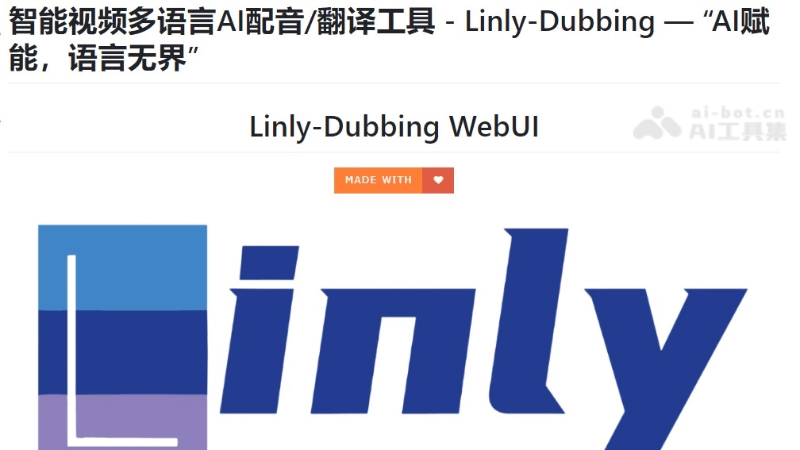 智能视频多语言AI配音/翻译工具 - Linly-Dubbing — “AI赋
能，语言无界”
Linly-Dubbing WebUI
ai-bot.cn
AI工具集
MADE WITH
Linly